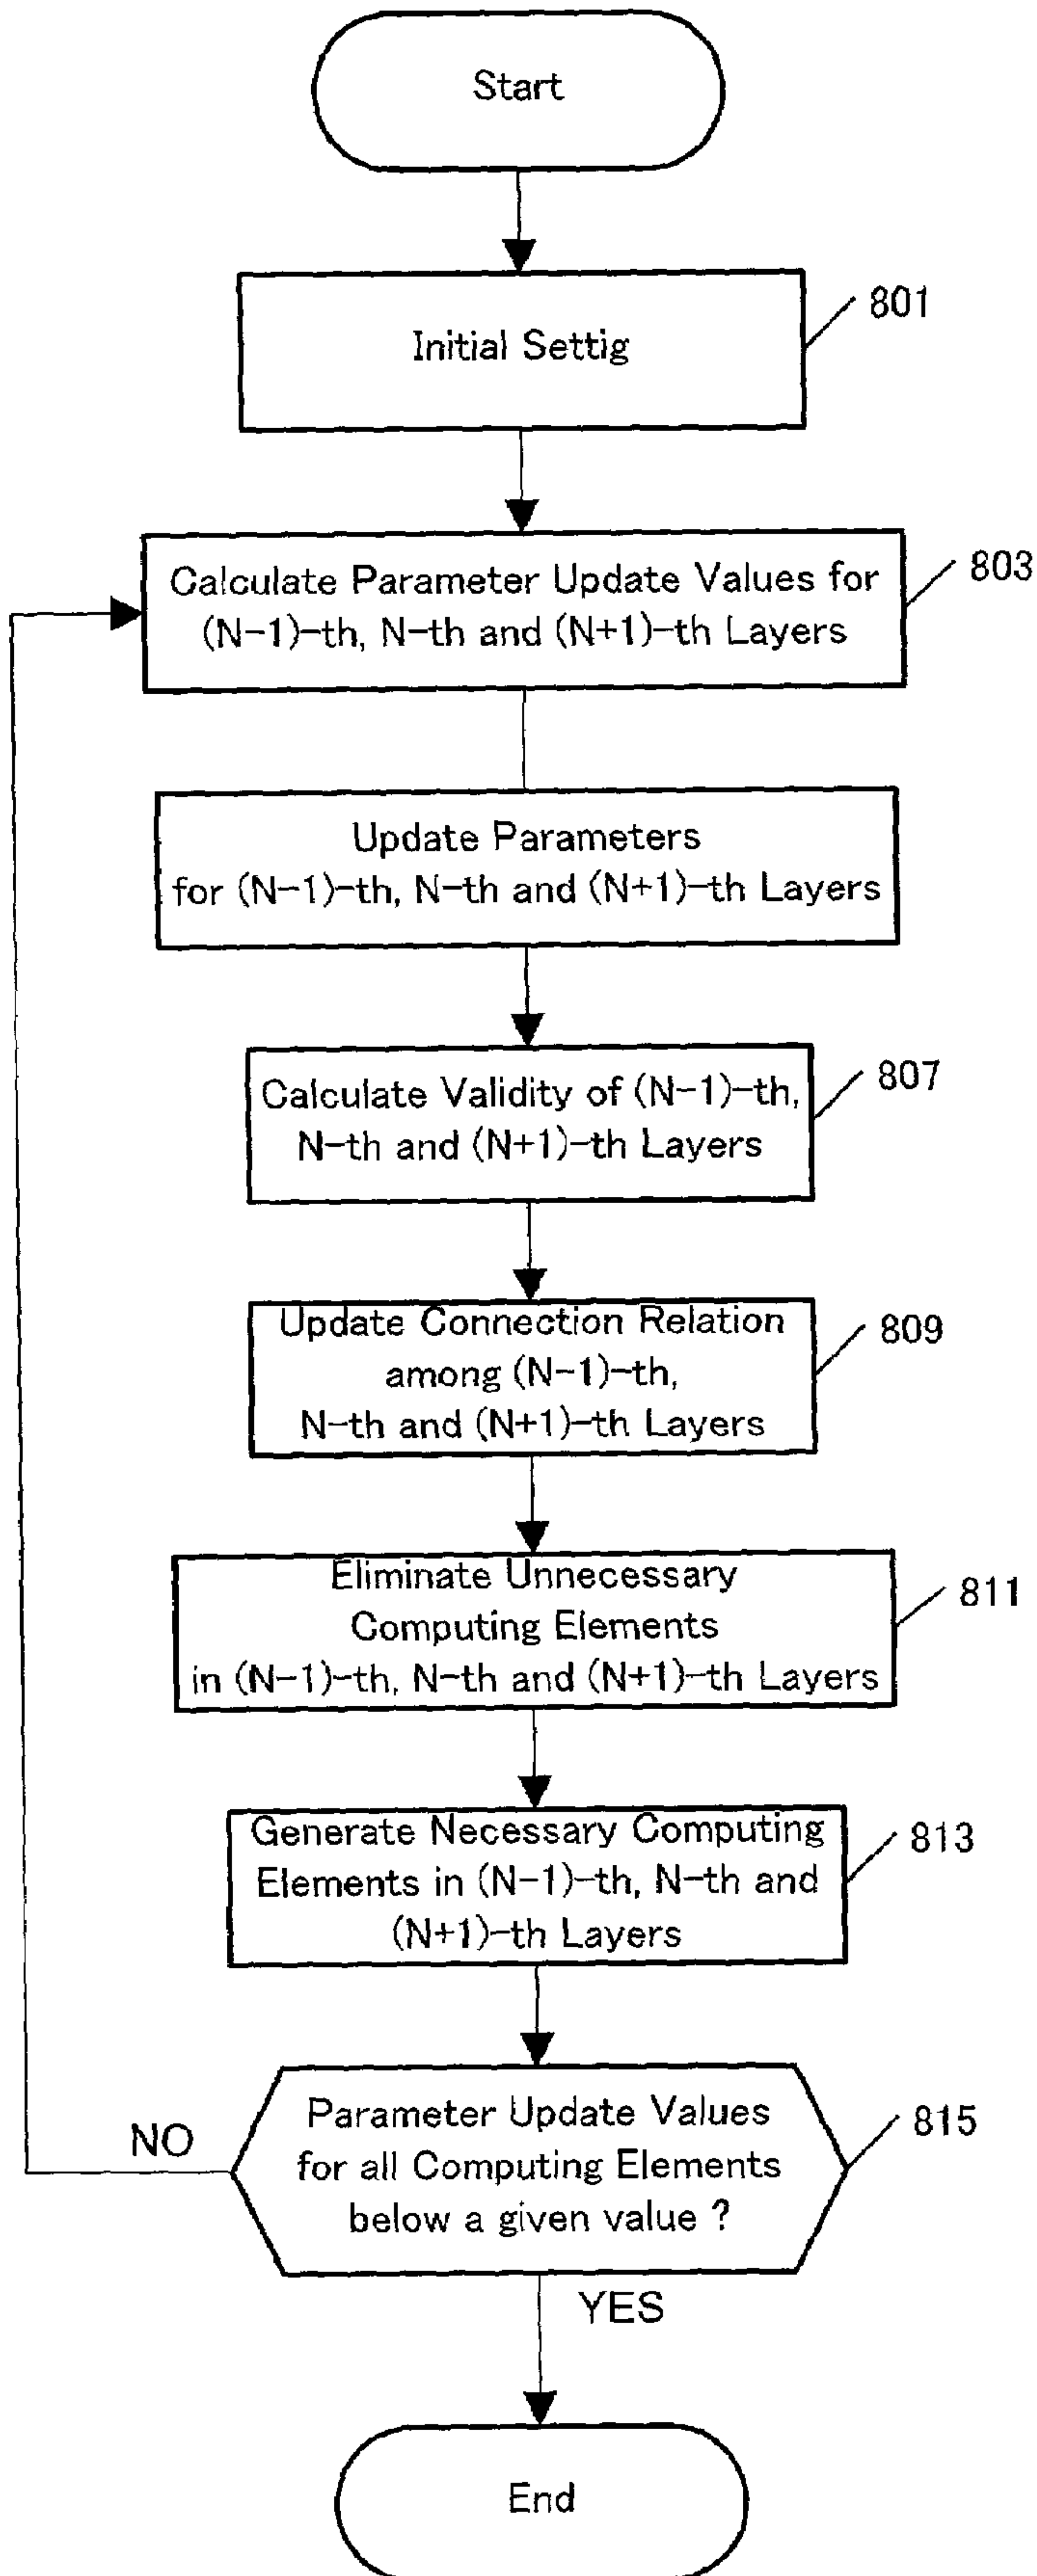 Start
Initial Settig
801
Calculate Parameter Update Values for
(N-1)-th, N-th and (N+1)-th Layers
803
Update Parameters
for (N-1)-th, N-th and (N+1)-th Layers
Calculate Validity of (N-1)-th,
N-th and (N+1)-th Layers
807
Update Connection Relation
among (N-1)-th,
N-th and (N+1)-th Layers
809
Eliminate Unnecessary
Computing Elements
in (N-1)-th, N-th and (N+1)-th Layers
811
Generate Necessary Computing
Elements in (N-1)-th, N-th and
(N+1)-th Layers
813
Parameter Update Values
for all Computing Elements
below a given value ?
815
NO
YES
End